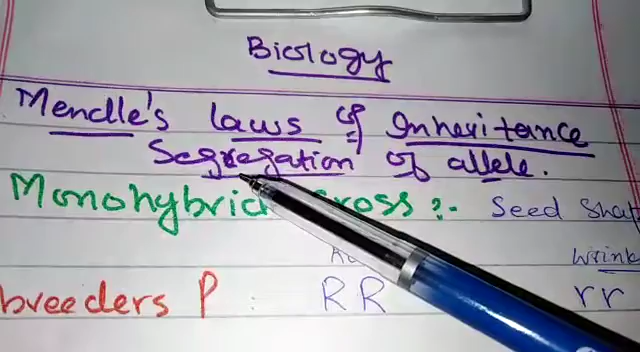 Biology
Mendle's laws of Inheritance
Segregation of allele.
Monohybrid Cross :- Seed Shap
Wrink
breeders P : RR rr